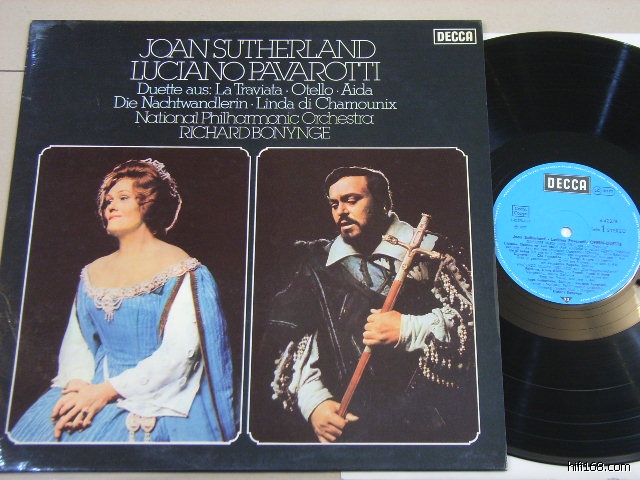 JOAN SUTHERLAND
LUCIANO PAVAROTTI
Duette aus: La Traviata · Otello · Aida
Die Nachtwandlerin · Linda di Chamounix
National Philharmonic Orchestra
RICHARD BONYNGE
DECCA
DECCA
1 STEREO
hifi168.com